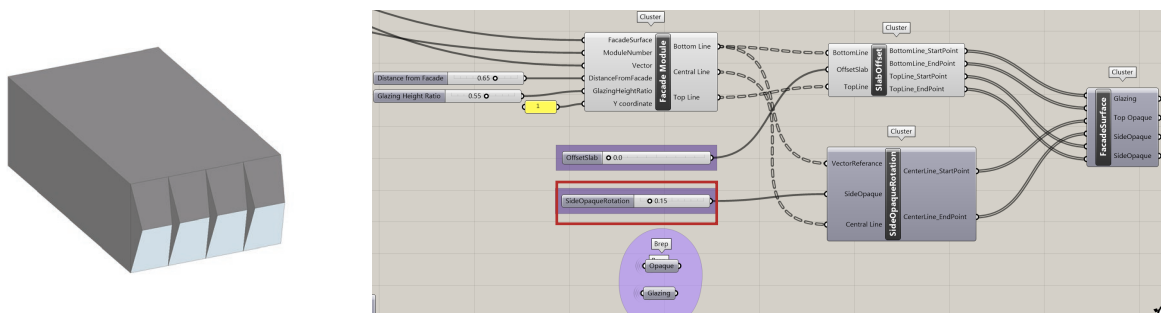 Cluster
FacadeSurface
ModuleNumber
Vector
DistanceFromFacade
GlazingHeightRatio
Y coordinate
Facade Module
Bottom Line
Central Line
Top Line
Distance from Facade 0.65
Glazing Height Ratio 0.55
1
Cluster
BottomLine
OffsetSlab
TopLine
SlabOffset
BottomLine_StartPoint
BottomLine_EndPoint
TopLine_StartPoint
TopLine_EndPoint
Cluster
FacadeSurface
Glazing
Top Opaque
SideOpaque
SideOpaque
OffsetSlab 0.0
SideOpaqueRotation 0.15
Cluster
VectorReferance
SideOpaque
Central Line
SideOpaqueRotation
CenterLine_StartPoint
CenterLine_EndPoint
Brep
Opaque
Glazing